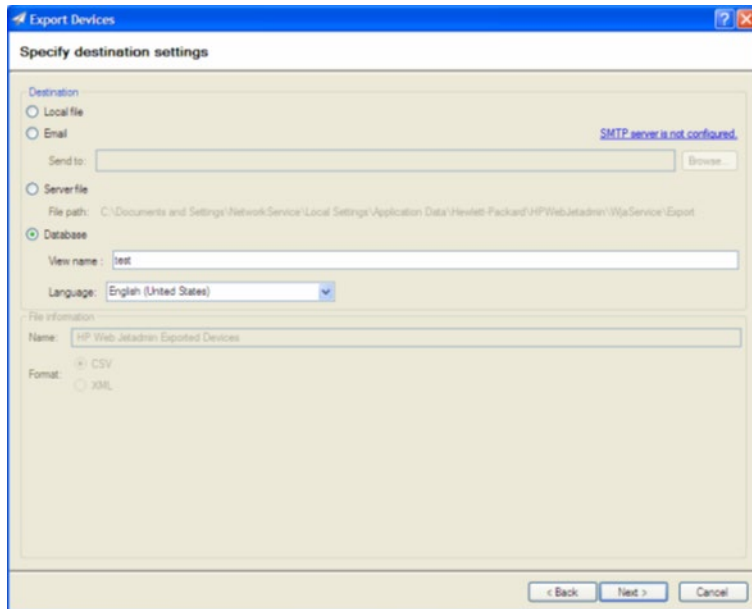 Export Devices
Specify destination settings
Destination
Local file
Email
SMTP server is not configured.
Send to:
Browse...
Server file
File path: C:\Documents and Settings\NetworkService\Local Settings\Application Data\Hewlett-Packard\HPWebJetadmin\WjaService\Export
Database
View name : test
Language: English (United States)
File information
Name: HP Web Jetadmin Exported Devices
Format:
CSV
XML
< Back
Next >
Cancel